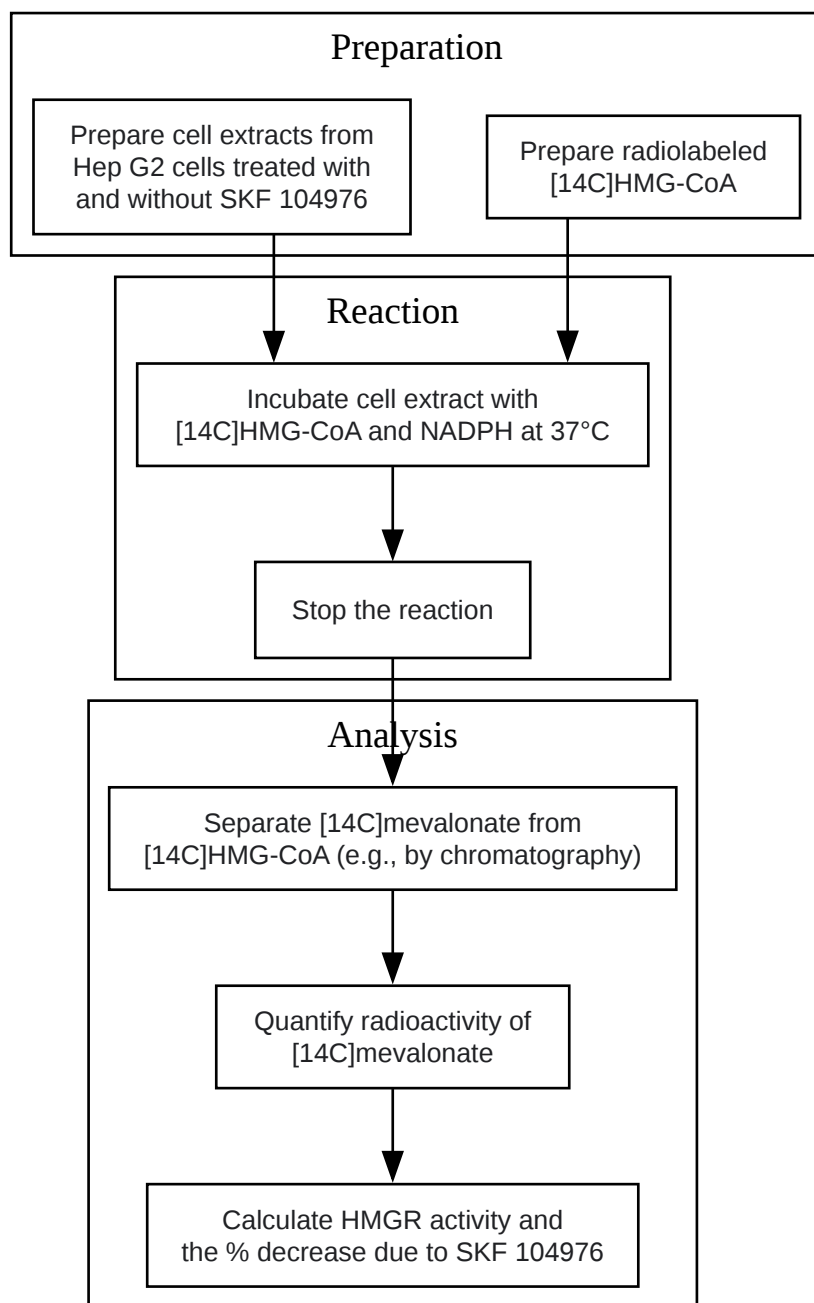 Preparation
Prepare cell extracts from
Hep G2 cells treated with
and without SKF 104976
Prepare radiolabeled
[14C]HMG-CoA
Reaction
Incubate cell extract with
[14C]HMG-CoA and NADPH at 37°C
Stop the reaction
Analysis
Separate [14C]mevalonate from
[14C]HMG-CoA (e.g., by chromatography)
Quantify radioactivity of
[14C]mevalonate
Calculate HMGR activity and
the % decrease due to SKF 104976